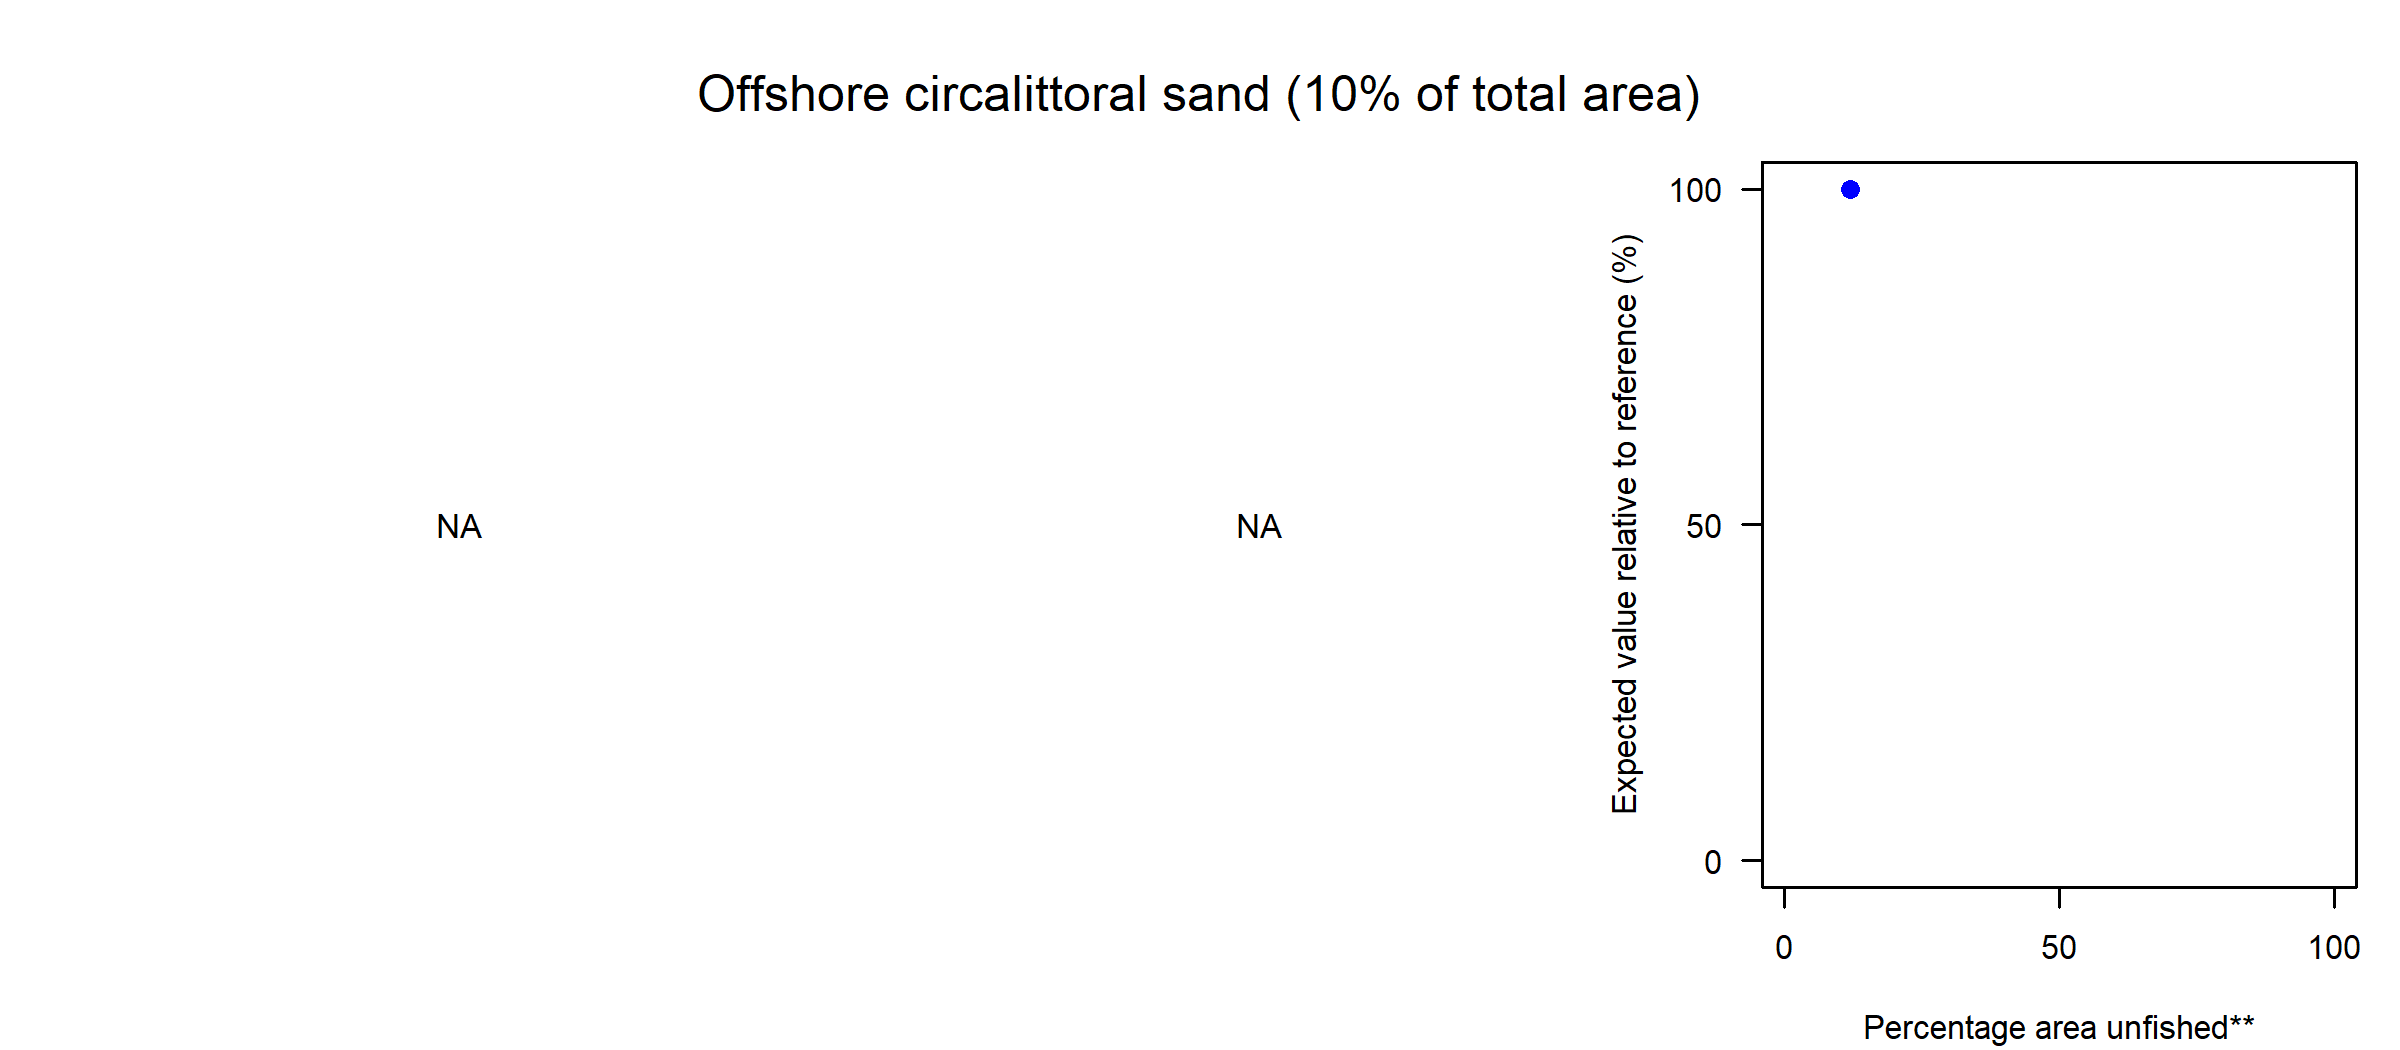 Offshore circalittoral sand (10% of total area)
NA
NA
Expected value relative to reference (%)
100
50
0
0
50
100
Percentage area unfished**